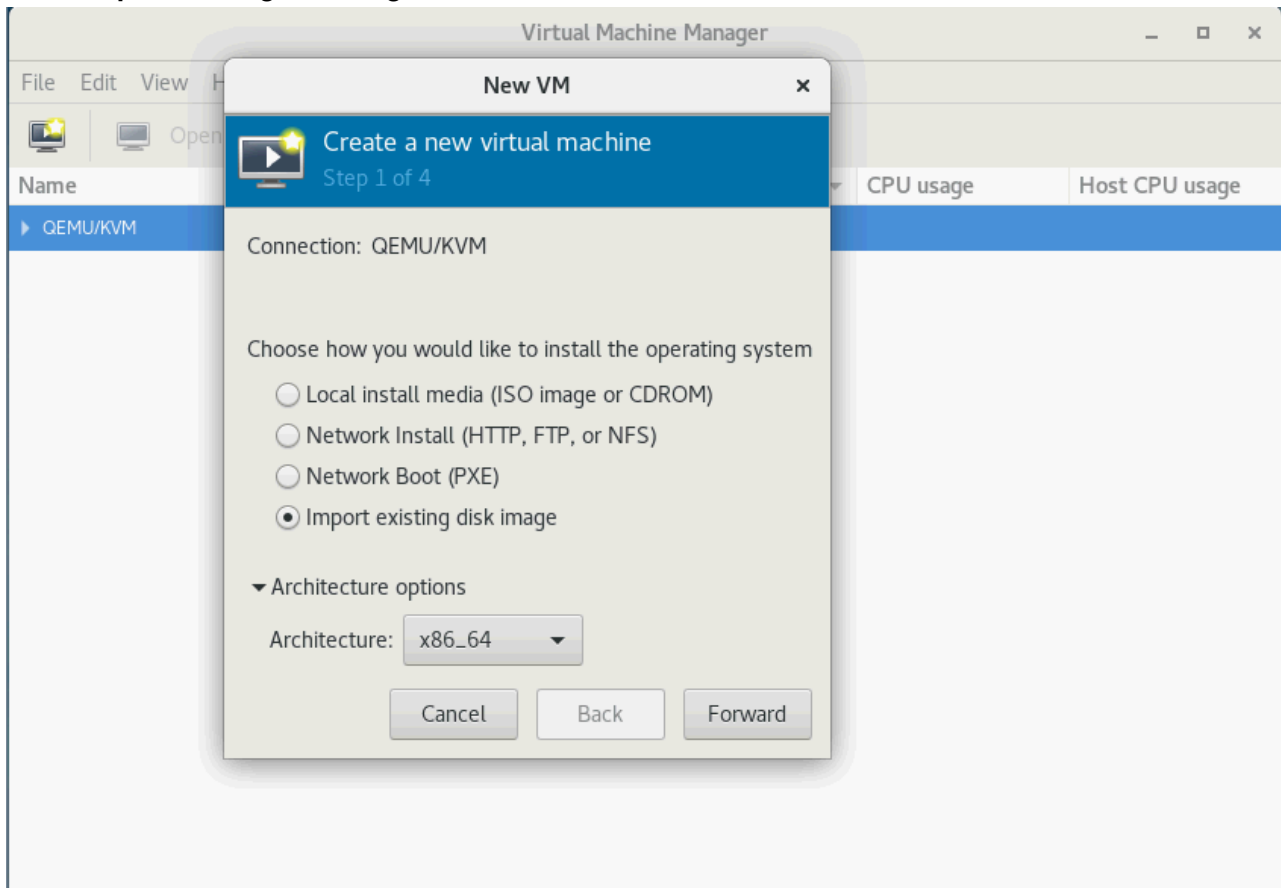 Virtual Machine Manager
File Edit View H
New VM
Open
Create a new virtual machine
Step 1 of 4
Name
CPU usage
Host CPU usage
QEMU/KVM
Connection: QEMU/KVM
Choose how you would like to install the operating system
Local install media (ISO image or CDROM)
Network Install (HTTP, FTP, or NFS)
Network Boot (PXE)
Import existing disk image
Architecture options
Architecture: x86_64
Cancel Back Forward